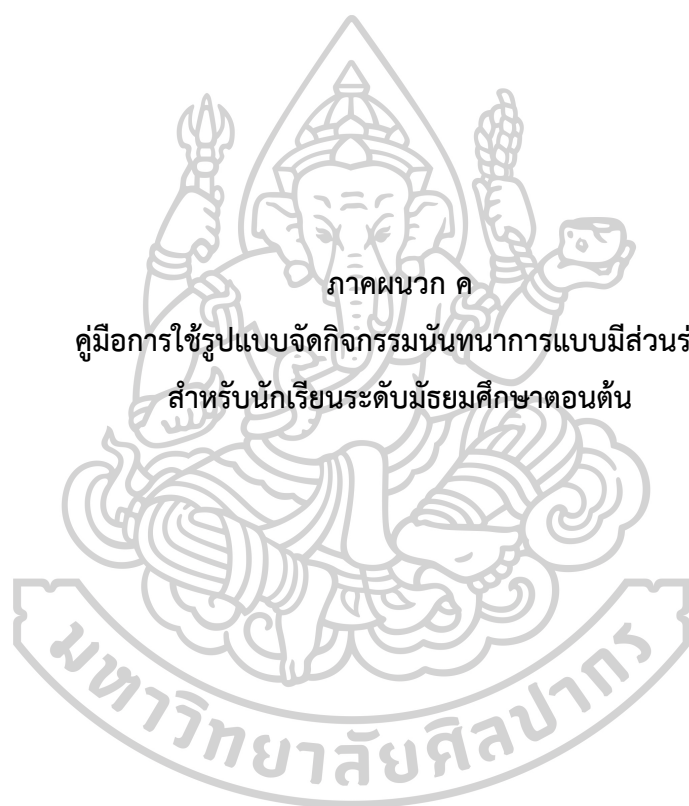 ภาคผนวก ค
คู่มือการใช้รูปแบบจัดกิจกรรมนันทนาการแบบมีส่วนร่
สำหรับนักเรียนระดับมัธยมศึกษาตอนต้น
มหาวิทยาลัยศิลปากร